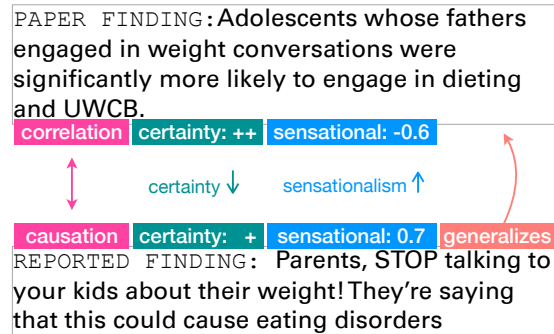 PAPER FINDING: Adolescents whose fathers
engaged in weight conversations were
significantly more likely to engage in dieting
and UWCB.
correlation certainty: ++ sensational: -0.6
certainty ↓ sensationalism ↑
causation certainty: + sensational: 0.7 generalizes
REPORTED FINDING: Parents, STOP talking to
your kids about their weight! They're saying
that this could cause eating disorders